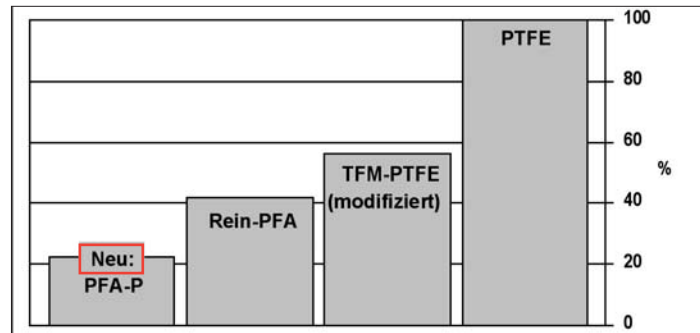 PTFE
TFM-PTFE
(modifiziert)
Rein-PFA
Neu:
PFA-P
100
80
60
%
40
20
0